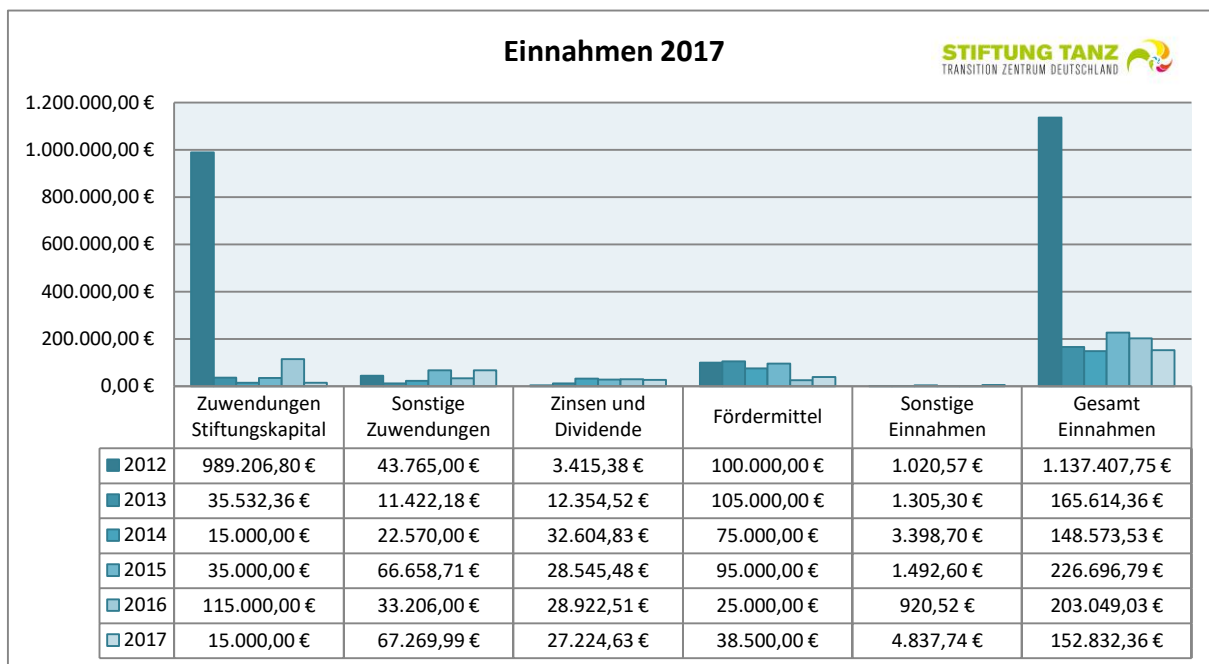 Einnahmen 2017
STIFTUNG TANZ
TRANSITION ZENTRUM DEUTSCHLAND
1.200.000,00 €
1.000.000,00 €
800.000,00 €
600.000,00 €
400.000,00 €
200.000,00 €
0,00 €
Zuwendungen Stiftungskapital Sonstige Zuwendungen Zinsen und Dividende Fördermittel Sonstige Einnahmen Gesamt Einnahmen
2012 989.206,80 € 43.765,00 € 3.415,38 € 100.000,00 € 1.020,57 € 1.137.407,75 €
2013 35.532,36 € 11.422,18 € 12.354,52 € 105.000,00 € 1.305,30 € 165.614,36 €
2014 15.000,00 € 22.570,00 € 32.604,83 € 75.000,00 € 3.398,70 € 148.573,53 €
2015 35.000,00 € 66.658,71 € 28.545,48 € 95.000,00 € 1.492,60 € 226.696,79 €
2016 115.000,00 € 33.206,00 € 28.922,51 € 25.000,00 € 920,52 € 203.049,03 €
2017 15.000,00 € 67.269,99 € 27.224,63 € 38.500,00 € 4.837,74 € 152.832,36 €